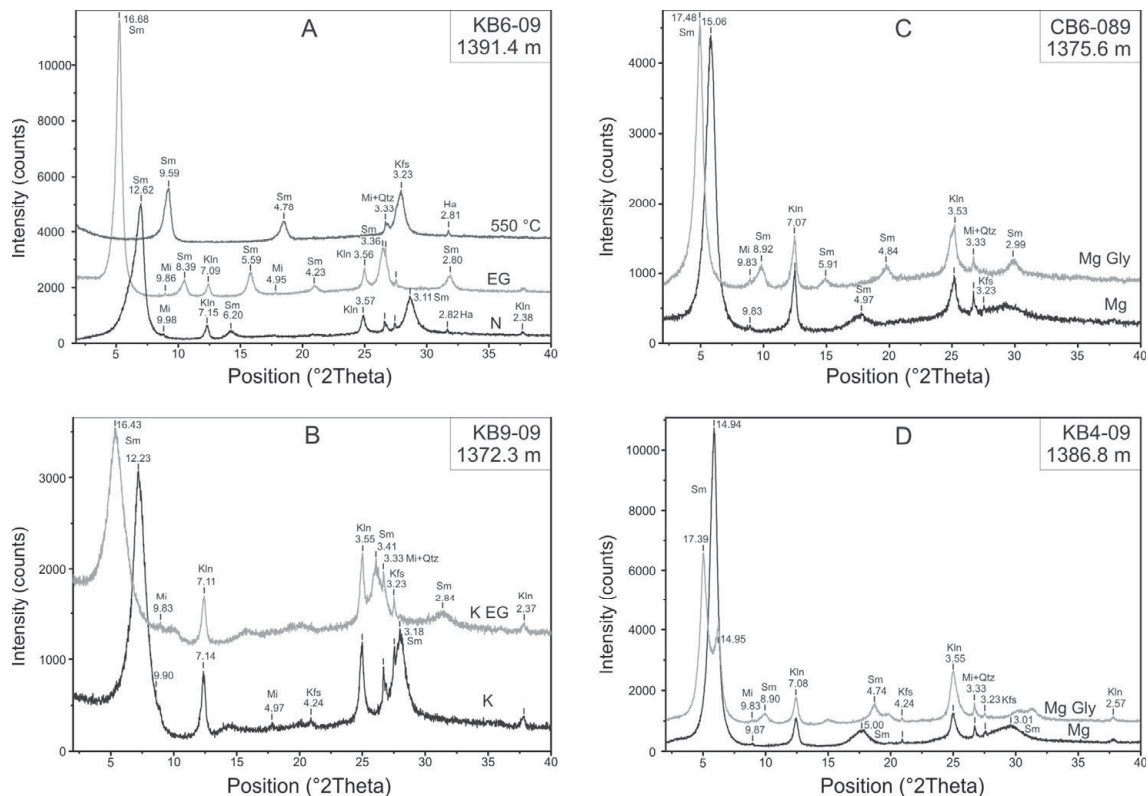 A
KB6-09
1391.4 m
Intensity (counts)
10000
8000
6000
4000
2000
0
16.68
Sm
Sm
12.62
Sm
9.59
Sm
4.78
Mi+Qtz
3.33
Kfs
3.23
Ha
2.81
550 °C
Mi
9.86
Sm
8.39
Kln
7.09
Sm
5.59
Mi
4.95
Sm
4.23
Kln 3.56
Sm
3.36
Sm
2.80
EG
Mi
9.98
Kln
7.15
Sm
6.20
Kln
3.57
3.11 Sm
2.82 Ha
Kln
2.38
N
5
10
15
20
25
30
35
40
Position (°2Theta)
C
CB6-089
1375.6 m
Intensity (counts)
4000
3000
2000
1000
0
17.48
Sm
15.06
Mi
9.83
Sm
8.92
Kln
7.07
Sm
5.91
Sm
4.84
Kln
3.53
Mi+Qtz
3.33
Kfs
3.23
Sm
2.99
Mg Gly
9.83
Sm
4.97
Mg
5
10
15
20
25
30
35
40
Position (°2Theta)
B
KB9-09
1372.3 m
Intensity (counts)
3000
2000
1000
0
16.43
Sm
12.23
Mi
9.83
Kln
7.11
Kln
3.55
Sm
3.41
3.33 Mi+Qtz
Kfs
3.23
Sm
2.84
Kln
2.37
K EG
9.90
7.14
Mi
4.97
Kfs
4.24
3.18
Sm
K
5
10
15
20
25
30
35
40
Position (°2Theta)
D
KB4-09
1386.8 m
Intensity (counts)
10000
8000
6000
4000
2000
0
14.94
Sm
17.39
14.95
Mi
9.83
Sm
8.90
Kln
7.08
Sm
4.74
Kfs
4.24
Kln
3.55
Mi+Qtz
3.33
3.23 Kfs
Kln
2.57
Mg Gly
9.87
5.00
Sm
3.01
Sm
Mg
5
10
15
20
25
30
35
40
Position (°2Theta)